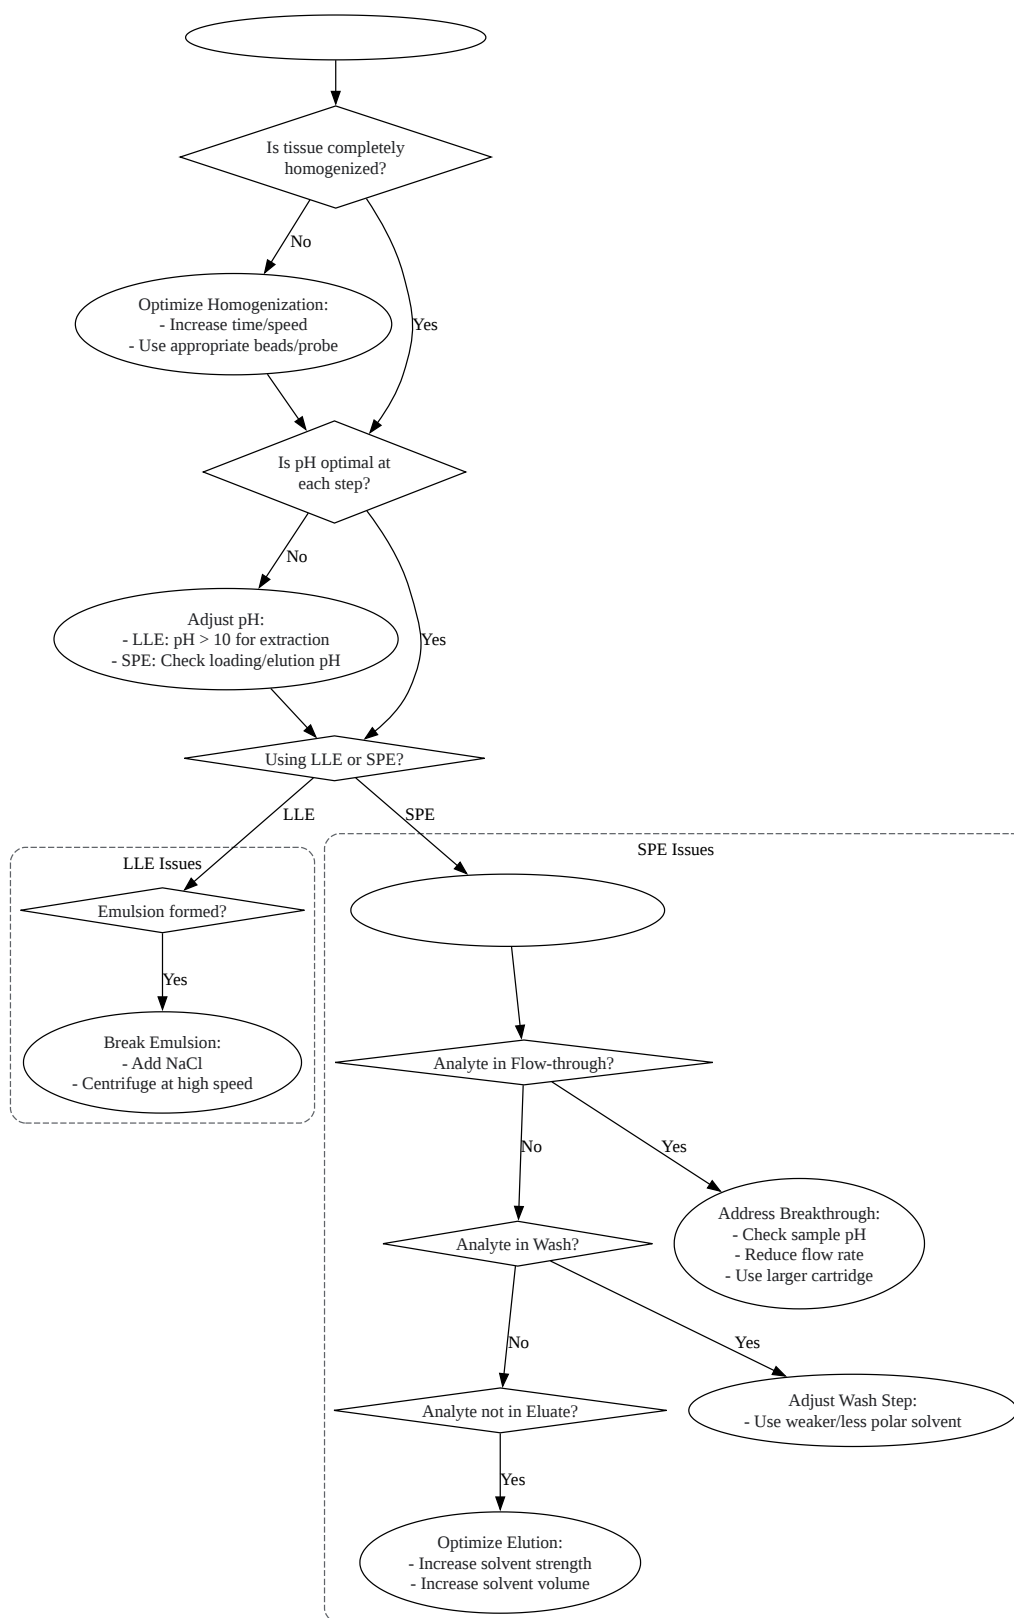 Is tissue completely
homogenized?
No
Optimize Homogenization:
- Increase time/speed
- Use appropriate beads/probe
Yes
Is pH optimal at
each step?
No
Adjust pH:
- LLE: pH > 10 for extraction
- SPE: Check loading/elution pH
Yes
Using LLE or SPE?
LLE
SPE
LLE Issues
Emulsion formed?
Yes
Break Emulsion:
- Add NaCl
- Centrifuge at high speed
SPE Issues
Analyte in Flow-through?
No
Yes
Address Breakthrough:
- Check sample pH
- Reduce flow rate
- Use larger cartridge
Analyte in Wash?
No
Yes
Adjust Wash Step:
- Use weaker/less polar solvent
Analyte not in Eluate?
Yes
Optimize Elution:
- Increase solvent strength
- Increase solvent volume